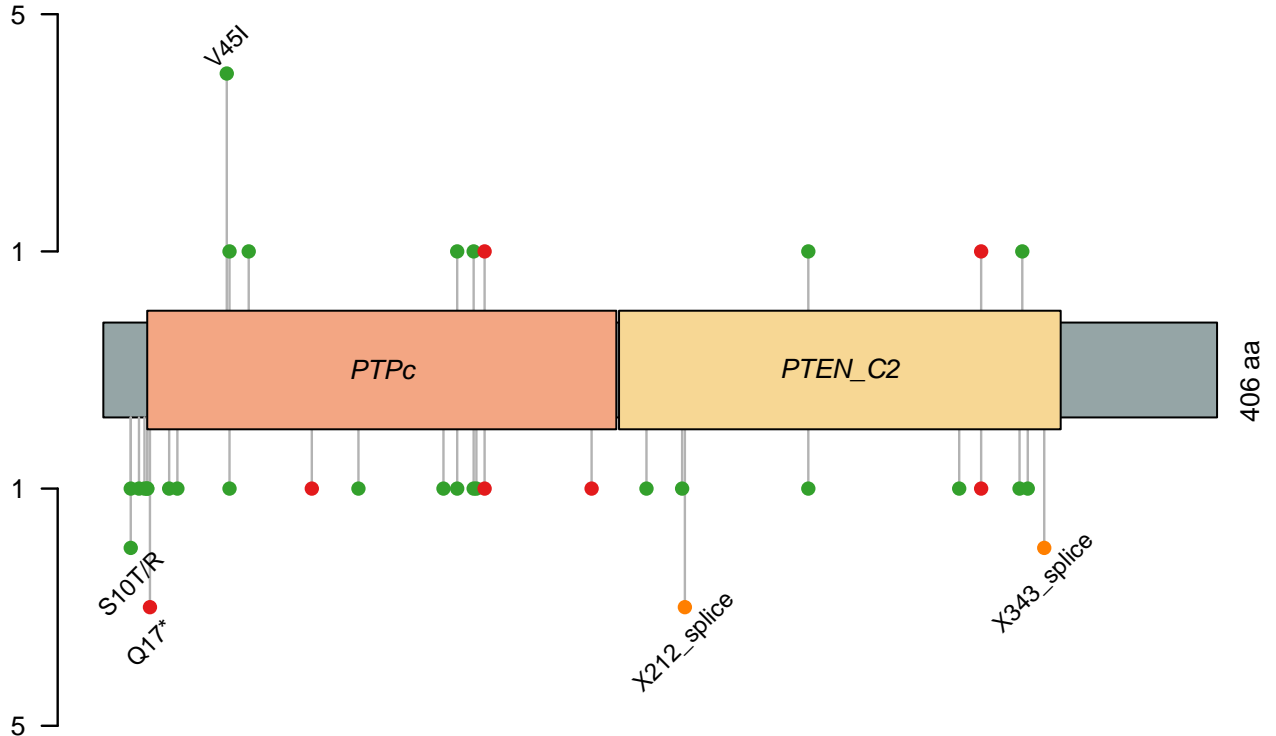 5
V45I
1
PTPc
PTEN_C2
406 aa
1
S10T/R
Q17*
X212_splice
X343_splice
5